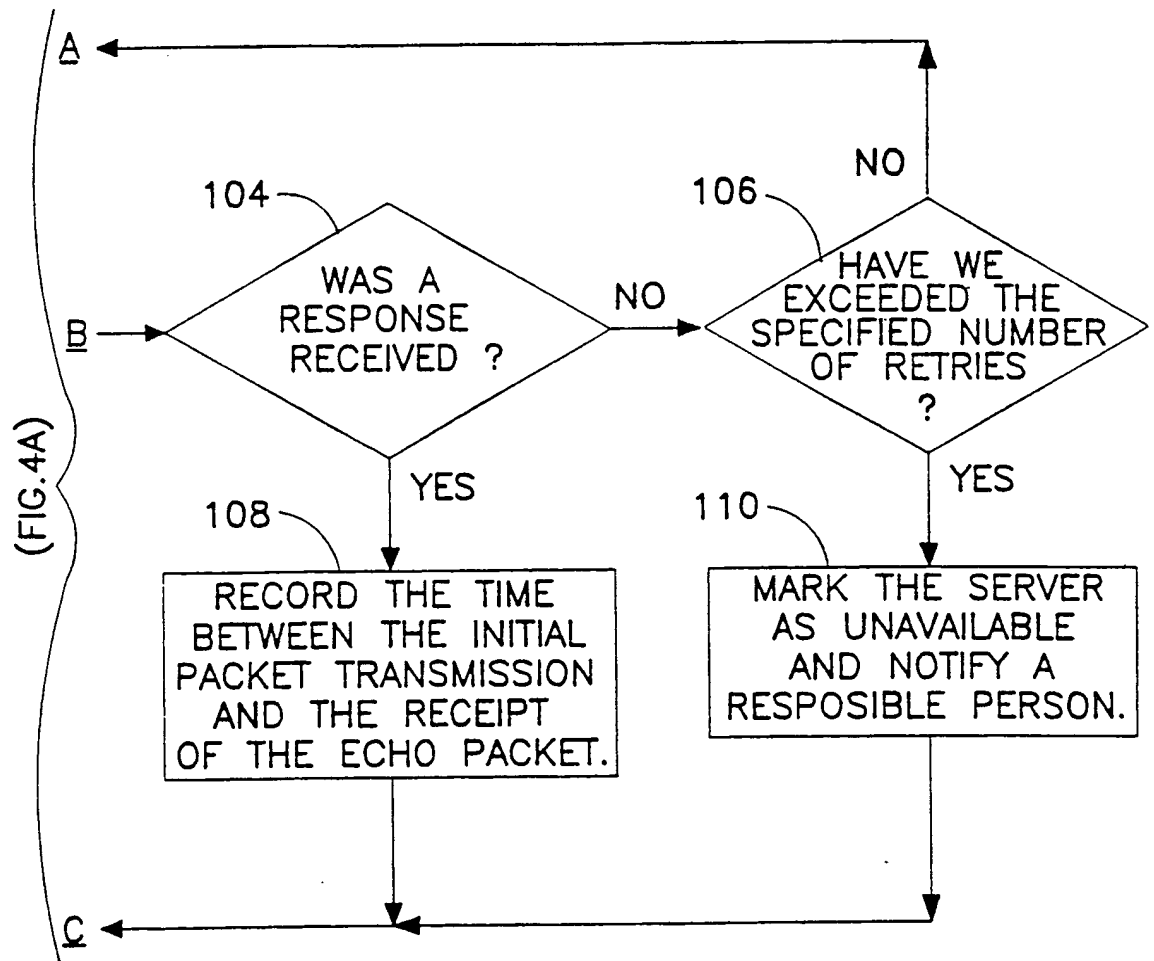 A
NO
104
106
WAS A
RESPONSE
RECEIVED ?
HAVE WE
EXCEEDED THE
SPECIFIED NUMBER
OF RETRIES
?
B
NO
(FIG.4A)
YES
YES
108
110
RECORD THE TIME
BETWEEN THE INITIAL
PACKET TRANSMISSION
AND THE RECEIPT
OF THE ECHO PACKET.
MARK THE SERVER
AS UNAVAILABLE
AND NOTIFY A
RESPOSIBLE PERSON.
C